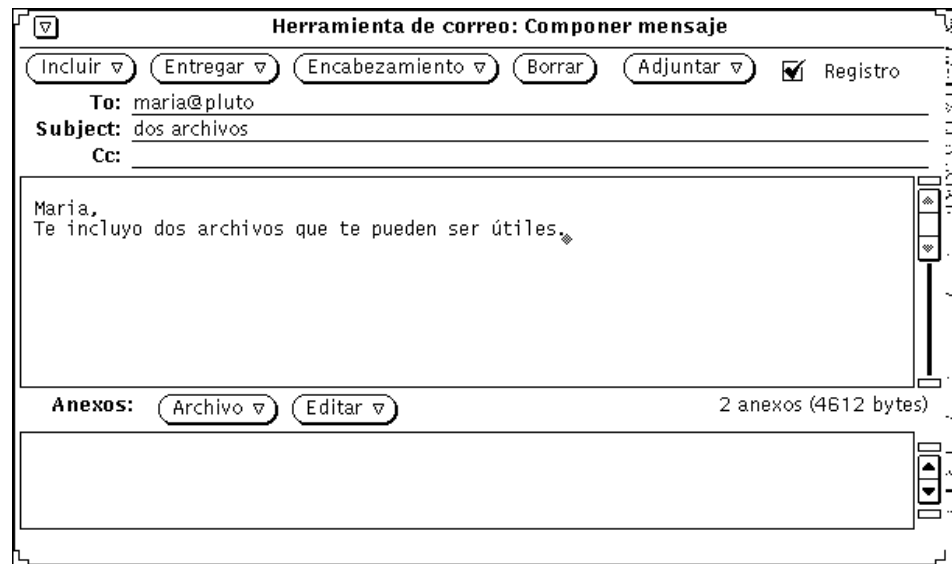 Herramienta de correo: Componer mensaje
Incluir Entregar Encabezamiento Borrar Adjuntar Registro
To: maria@pluto
Subject: dos archivos
Cc:
Maria,
Te incluyo dos archivos que te pueden ser útiles.
Anexos: Archivo Editar 2 anexos (4612 bytes)